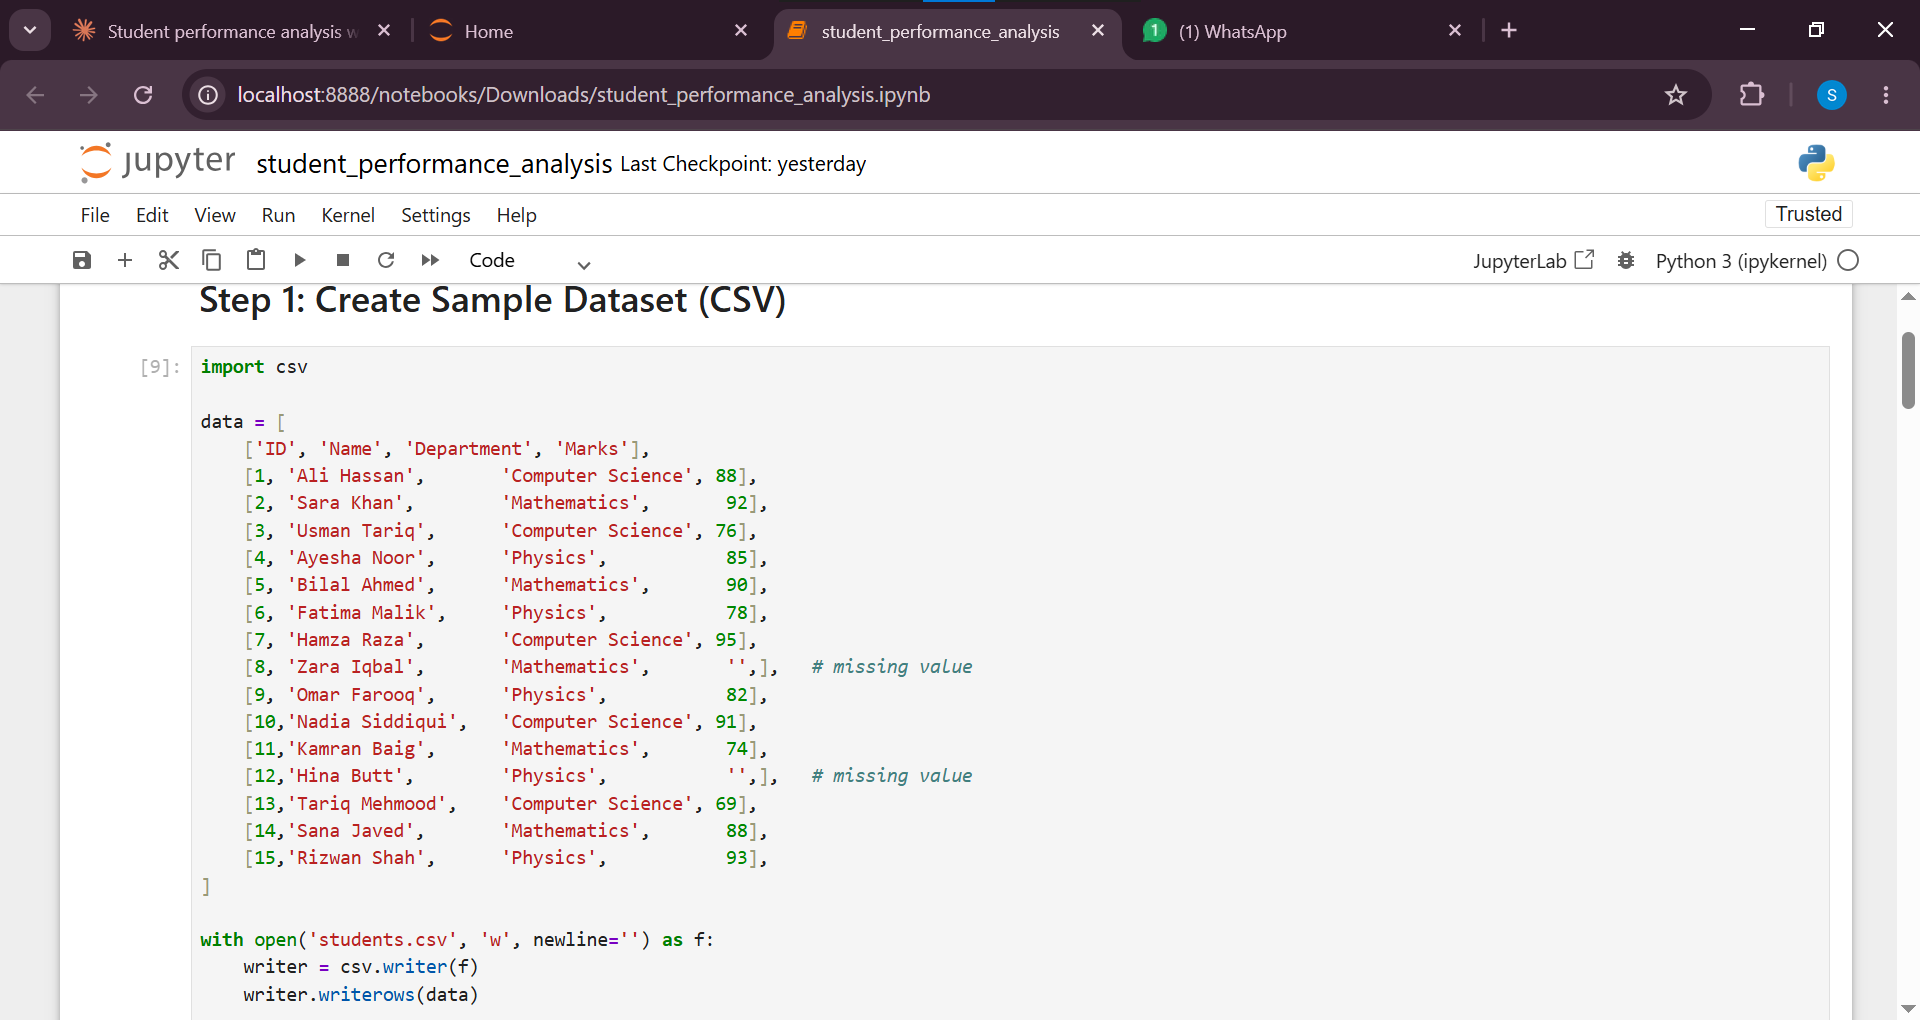 Student performance analysis w
Home
student_performance_analysis
1
(1) WhatsApp
localhost:8888/notebooks/Downloads/student_performance_analysis.ipynb
S
jupyter student_performance_analysis Last Checkpoint: yesterday
File Edit View Run Kernel Settings Help
Trusted
Code
JupyterLab
Python 3 (ipykernel)
Step 1: Create Sample Dataset (CSV)
[9]: import csv
data = [
['ID', 'Name', 'Department', 'Marks'],
[1, 'Ali Hassan', 'Computer Science', 88],
[2, 'Sara Khan', 'Mathematics', 92],
[3, 'Usman Tariq', 'Computer Science', 76],
[4, 'Ayesha Noor', 'Physics', 85],
[5, 'Bilal Ahmed', 'Mathematics', 90],
[6, 'Fatima Malik', 'Physics', 78],
[7, 'Hamza Raza', 'Computer Science', 95],
[8, 'Zara Iqbal', 'Mathematics', '',], # missing value
[9, 'Omar Farooq', 'Physics', 82],
[10,'Nadia Siddiqui', 'Computer Science', 91],
[11,'Kamran Baig', 'Mathematics', 74],
[12,'Hina Butt', 'Physics', '',], # missing value
[13,'Tariq Mehmood', 'Computer Science', 69],
[14,'Sana Javed', 'Mathematics', 88],
[15,'Rizwan Shah', 'Physics', 93],
]
with open('students.csv', 'w', newline='') as f:
writer = csv.writer(f)
writer.writerows(data)